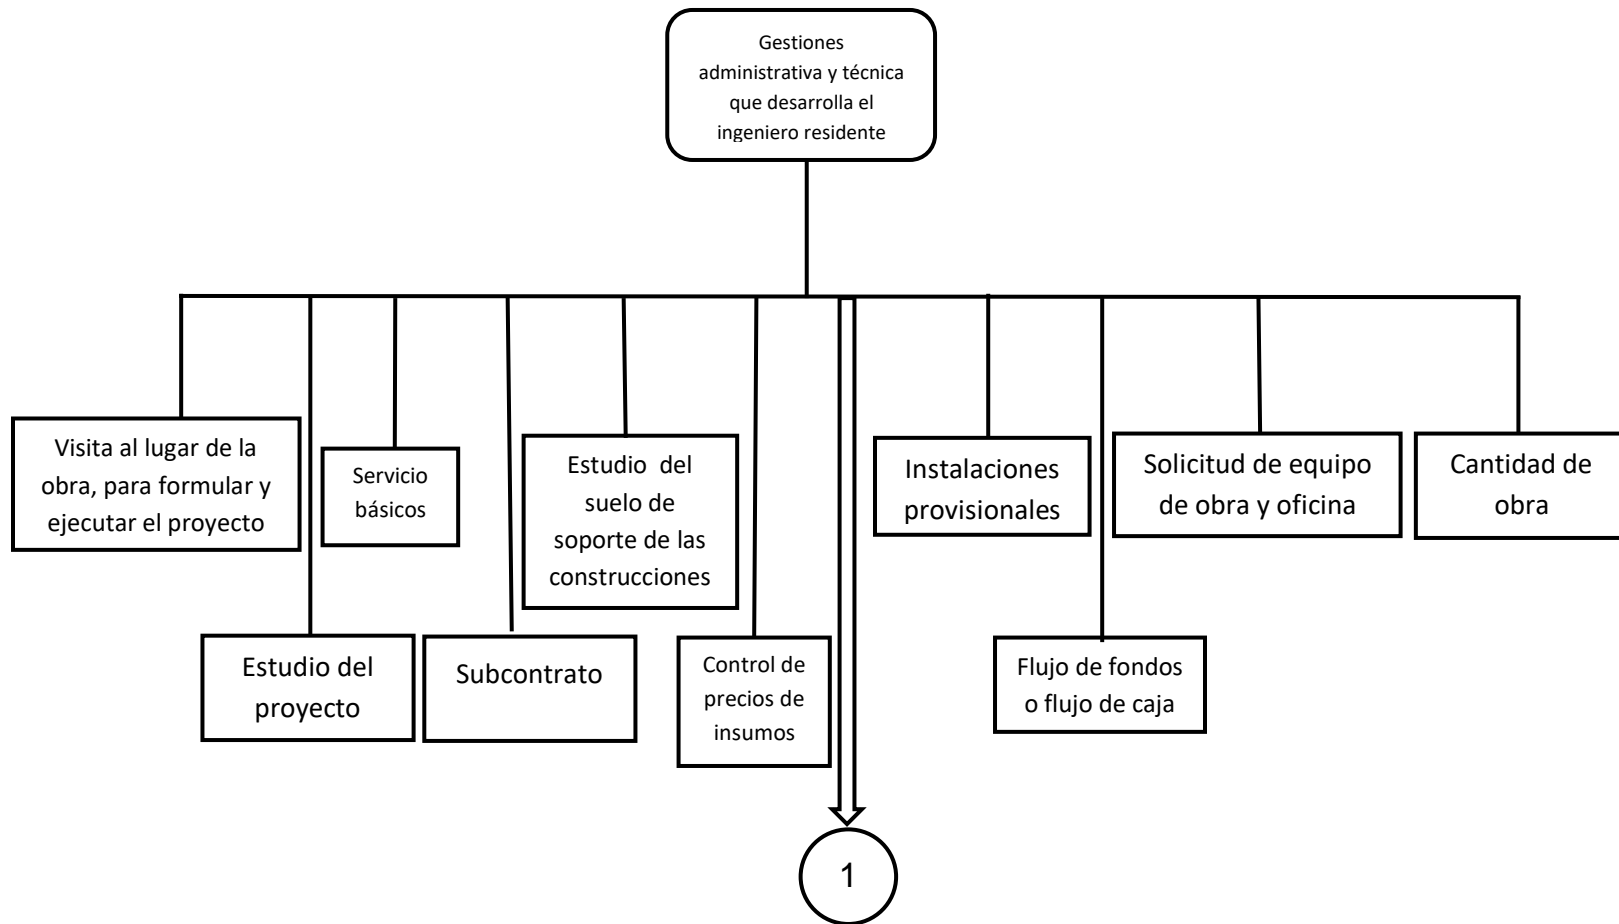 Gestiones
administrativa y técnica
que desarrolla el
ingeniero residente
Visita al lugar de la
obra, para formular y
ejecutar el proyecto
Servicio
básicos
Estudio  del
suelo de
soporte de las
construcciones
Instalaciones
provisionales
Solicitud de equipo
de obra y oficina
Cantidad de
obra
Estudio del
proyecto
Subcontrato
Control de
precios de
insumos
Flujo de fondos
o flujo de caja
1